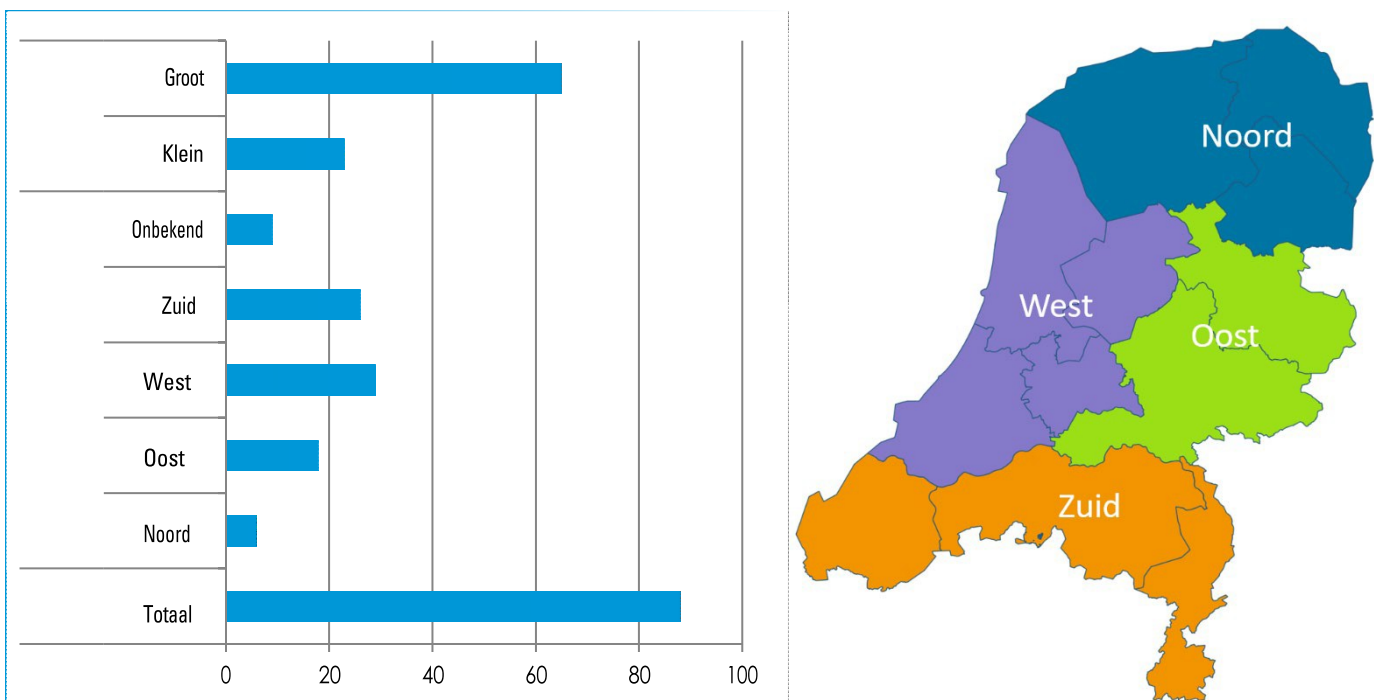 Groot
Klein
Onbekend
Zuid
West
Oost
Noord
Totaal
0 20 40 60 80 100
Noord
West
Oost
Zuid